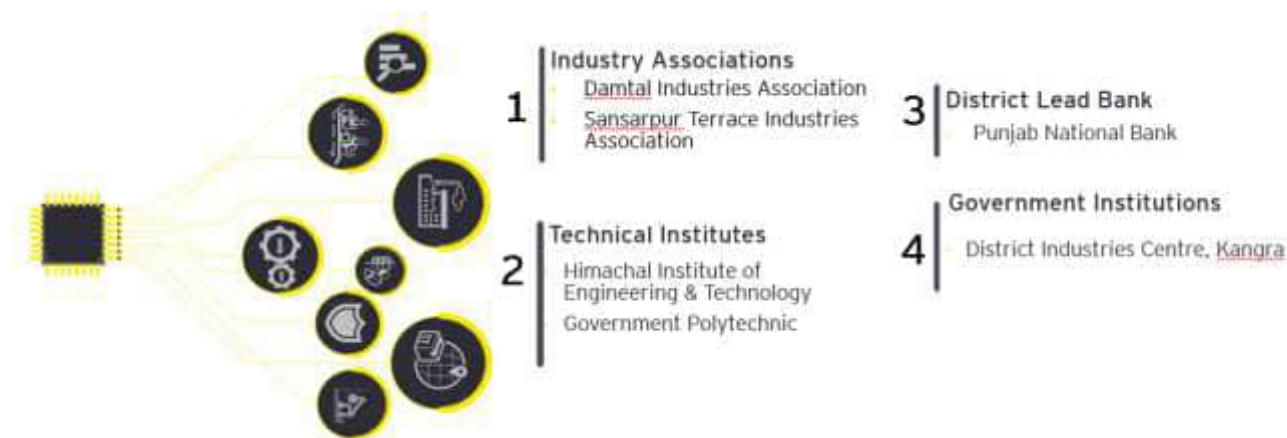 1
Industry Associations
Damtal Industries Association
Sansarpur Terrace Industries
Association
2
Technical Institutes
Himachal Institute of
Engineering & Technology
Government Polytechnic
3
District Lead Bank
Punjab National Bank
4
Government Institutions
District Industries Centre, Kangra